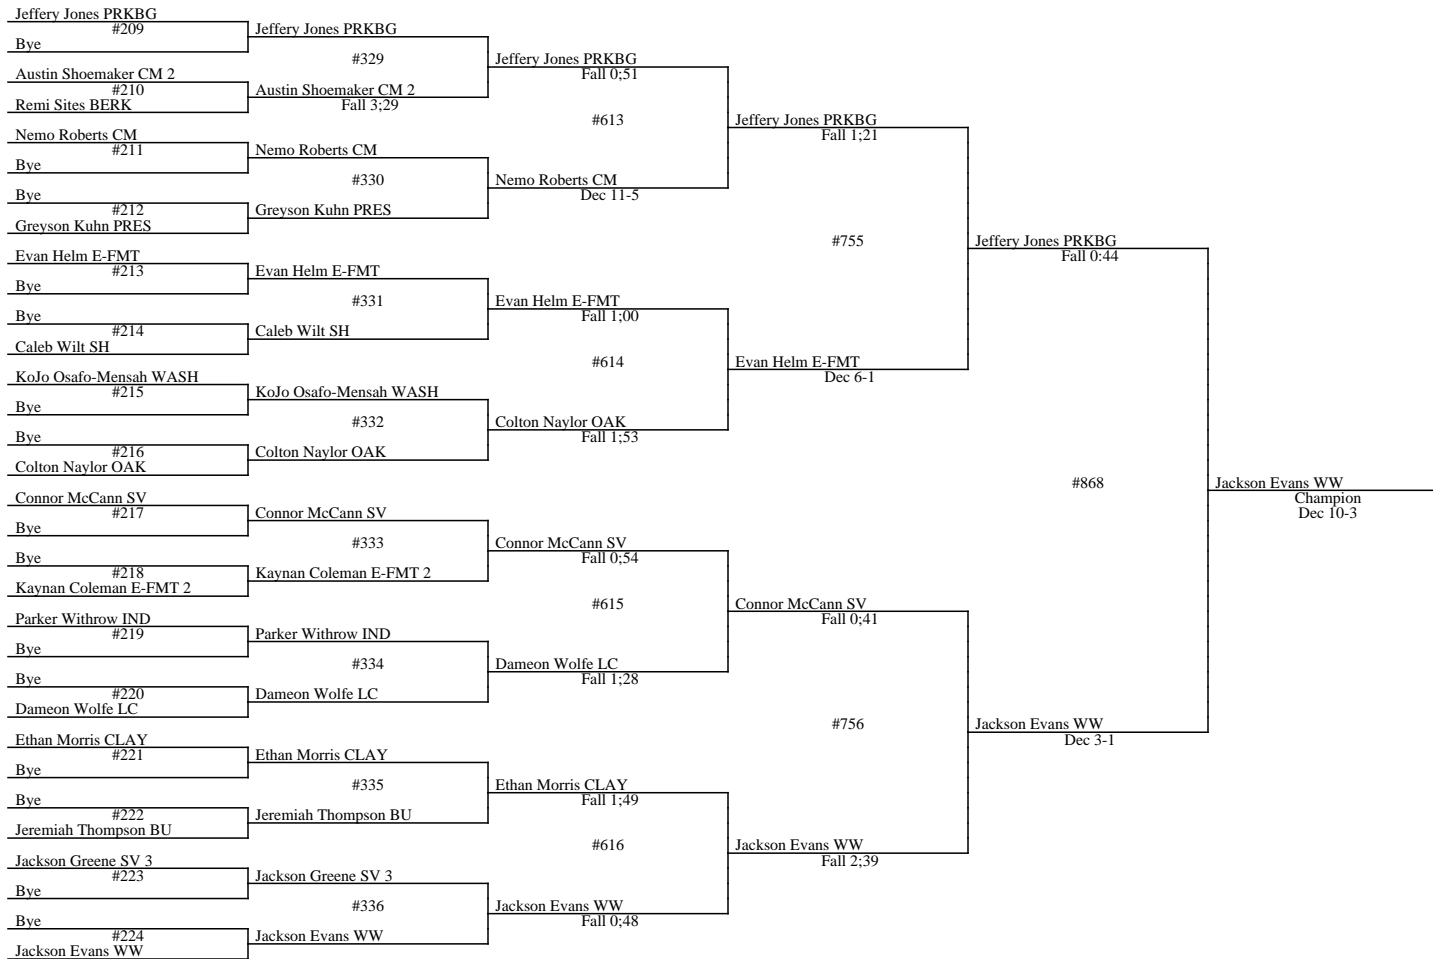 Jeffery Jones PRKBG
#209
Bye
Austin Shoemaker CM 2
#210
Remi Sites BERK
Nemo Roberts CM
#211
Bye
Bye
#212
Greyson Kuhn PRES
Evan Helm E-FMT
#213
Bye
Bye
#214
Caleb Wilt SH
KoJo Osafo-Mensah WASH
#215
Bye
Bye
#216
Colton Naylor OAK
Connor McCann SV
#217
Bye
Bye
#218
Kaynan Coleman E-FMT 2
Parker Withrow IND
#219
Bye
Bye
#220
Dameon Wolfe LC
Ethan Morris CLAY
#221
Bye
Bye
#222
Jeremiah Thompson BU
Jackson Greene SV 3
#223
Bye
Bye
#224
Jackson Evans WW
Jeffery Jones PRKBG
#329
Austin Shoemaker CM 2
Fall 3;29
Nemo Roberts CM
#330
Greyson Kuhn PRES
Evan Helm E-FMT
#331
Caleb Wilt SH
KoJo Osafo-Mensah WASH
#332
Colton Naylor OAK
Connor McCann SV
#333
Kaynan Coleman E-FMT 2
Parker Withrow IND
#334
Dameon Wolfe LC
Ethan Morris CLAY
#335
Jeremiah Thompson BU
Jackson Greene SV 3
#336
Jackson Evans WW
Jeffery Jones PRKBG
Fall 0;51
#613
Nemo Roberts CM
Dec 11-5
Evan Helm E-FMT
Fall 1;00
#614
Colton Naylor OAK
Fall 1;53
Connor McCann SV
Fall 0;54
#615
Dameon Wolfe LC
Fall 1;28
Ethan Morris CLAY
Fall 1;49
#616
Jackson Evans WW
Fall 0;48
Jeffery Jones PRKBG
Fall 1;21
#755
Evan Helm E-FMT
Dec 6-1
Connor McCann SV
Fall 0;41
#756
Jackson Evans WW
Fall 2;39
Jeffery Jones PRKBG
Fall 0:44
#868
Jackson Evans WW
Dec 3-1
Jackson Evans WW
Champion
Dec 10-3